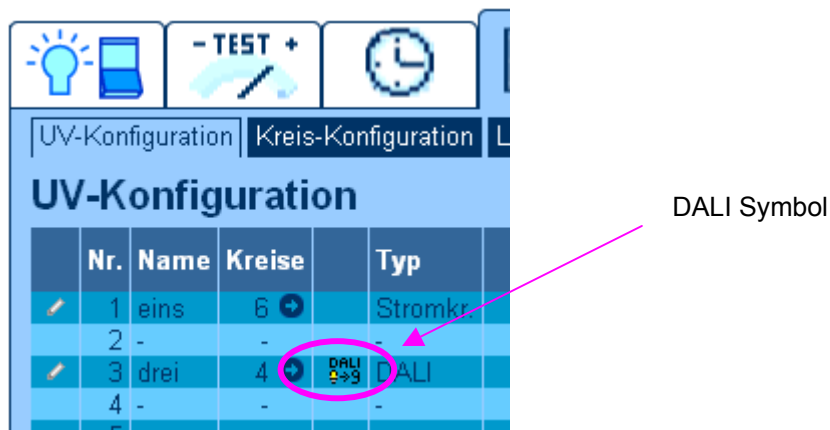 - TEST +
UV-Konfiguration Kreis-Konfiguration L
UV-Konfiguration
DALI Symbol
Nr. Name Kreise Typ
1 eins 6 Stromkr.
2 - - -
3 drei 4 DALI DALI
4 - - -